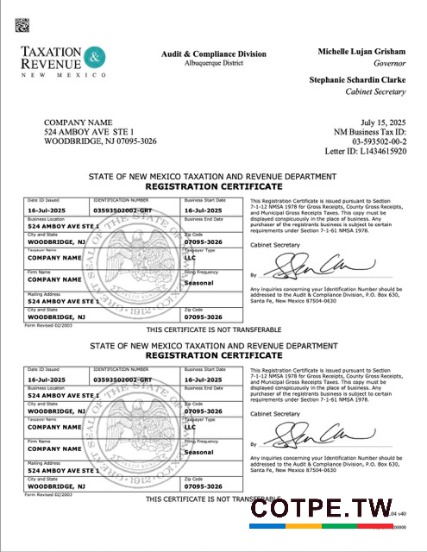 TAXATION & REVENUE
NEW MEXICO
Audit & Compliance Division
Albuquerque District
Michelle Lujan Grisham
Governor
Stephanie Schardin Clarke
Cabinet Secretary
COMPANY NAME
524 AMBOY AVE STE 1
WOODBRIDGE, NJ 07095-3026
July 15, 2025
NM Business Tax ID:
03-593502-00-2
Letter ID: L1434615920
STATE OF NEW MEXICO TAXATION AND REVENUE DEPARTMENT
REGISTRATION CERTIFICATE
Date ID Issued
16-Jul-2025
IDENTIFICATION NUMBER
03593502002-GRT
Business Start Date
16-Jul-2025
Business Location
524 AMBOY AVE STE 1
Business End Date
City and State
WOODBRIDGE, NJ
Zip Code
07095-3026
Taxpayer Name
COMPANY NAME
Taxpayer Type
LLC
Firm Name
COMPANY NAME
Filing Frequency
Seasonal
Mailing Address
524 AMBOY AVE STE 1
City and State
WOODBRIDGE, NJ
Zip Code
07095-3026
Form Revised 02/2003
This Registration Certificate is issued pursuant to Section
7-1-12 NMSA 1978 for Gross Receipts, County Gross Receipts,
and Municipal Gross Receipts Taxes. This copy must be
displayed conspicuously in the place of business. Any
purchaser of the registrants business is subject to certain
requirements under Section 7-1-61 NMSA 1978.
Cabinet Secretary
By
Any inquiries concerning your Identification Number should be
addressed to the Audit & Compliance Division, P.O. Box 630,
Santa Fe, New Mexico 87504-0630
THIS CERTIFICATE IS NOT TRANSFERABLE
STATE OF NEW MEXICO TAXATION AND REVENUE DEPARTMENT
REGISTRATION CERTIFICATE
Date ID Issued
16-Jul-2025
IDENTIFICATION NUMBER
03593502002-GRT
Business Start Date
16-Jul-2025
Business Location
524 AMBOY AVE STE 1
Business End Date
City and State
WOODBRIDGE, NJ
Zip Code
07095-3026
Taxpayer Name
COMPANY NAME
Taxpayer Type
LLC
Firm Name
COMPANY NAME
Filing Frequency
Seasonal
Mailing Address
524 AMBOY AVE STE 1
City and State
WOODBRIDGE, NJ
Zip Code
07095-3026
Form Revised 02/2003
This Registration Certificate is issued pursuant to Section
7-1-12 NMSA 1978 for Gross Receipts, County Gross Receipts,
and Municipal Gross Receipts Taxes. This copy must be
displayed conspicuously in the place of business. Any
purchaser of the registrants business is subject to certain
requirements under Section 7-1-61 NMSA 1978.
Cabinet Secretary
By
Any inquiries concerning your Identification Number should be
addressed to the Audit & Compliance Division, P.O. Box 630,
Santa Fe, New Mexico 87504-0630
THIS CERTIFICATE IS NOT TRANSFERABLE
COTPE.TW
v40